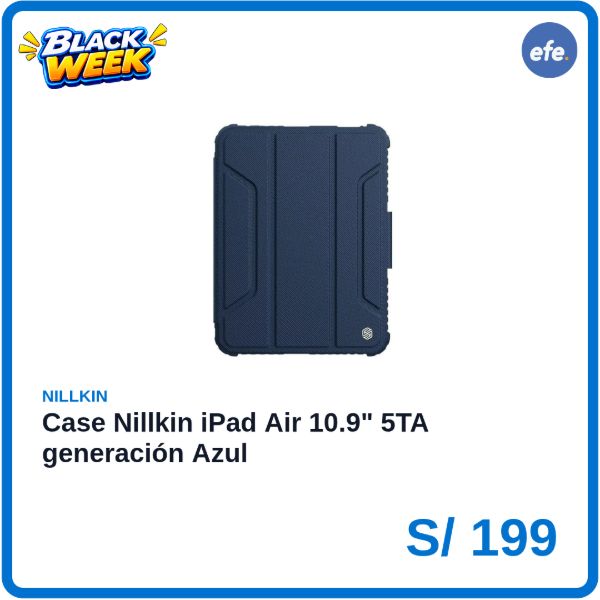 BLACK
WEEK
efe.
NILLKIN
Case Nillkin iPad Air 10.9" 5TA
generación Azul
S/ 199